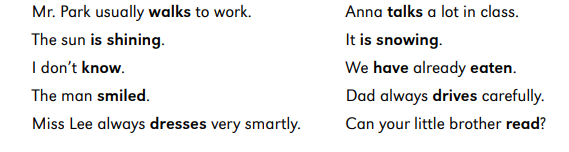 Mr. Park usually walks to work.
The sun is shining.
I don't know.
The man smiled.
Miss Lee always dresses very smartly.
Anna talks a lot in class.
It is snowing.
We have already eaten.
Dad always drives carefully.
Can your little brother read?